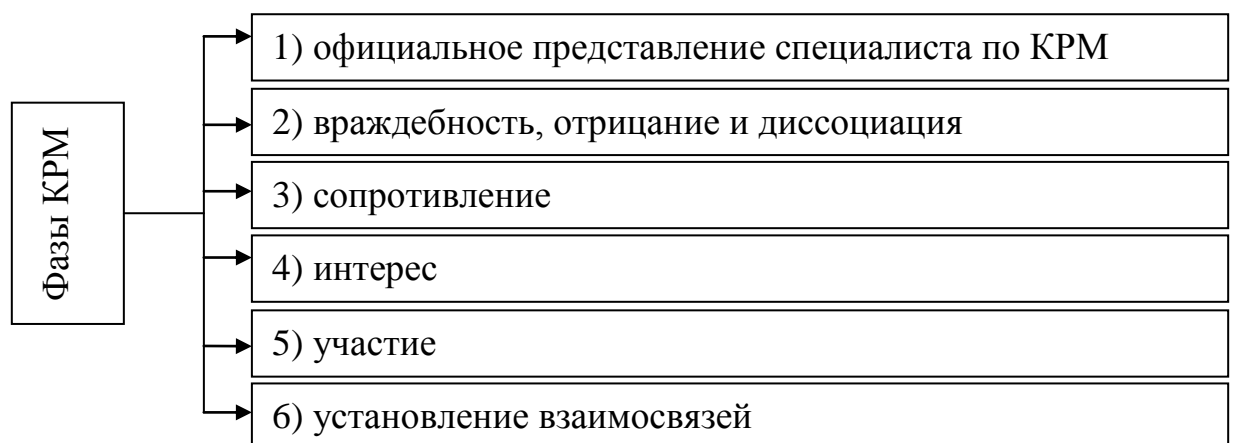 Фазы КРМ
1) официальное представление специалиста по КРМ
2) враждебность, отрицание и диссоциация
3) сопротивление
4) интерес
5) участие
6) установление взаимосвязей